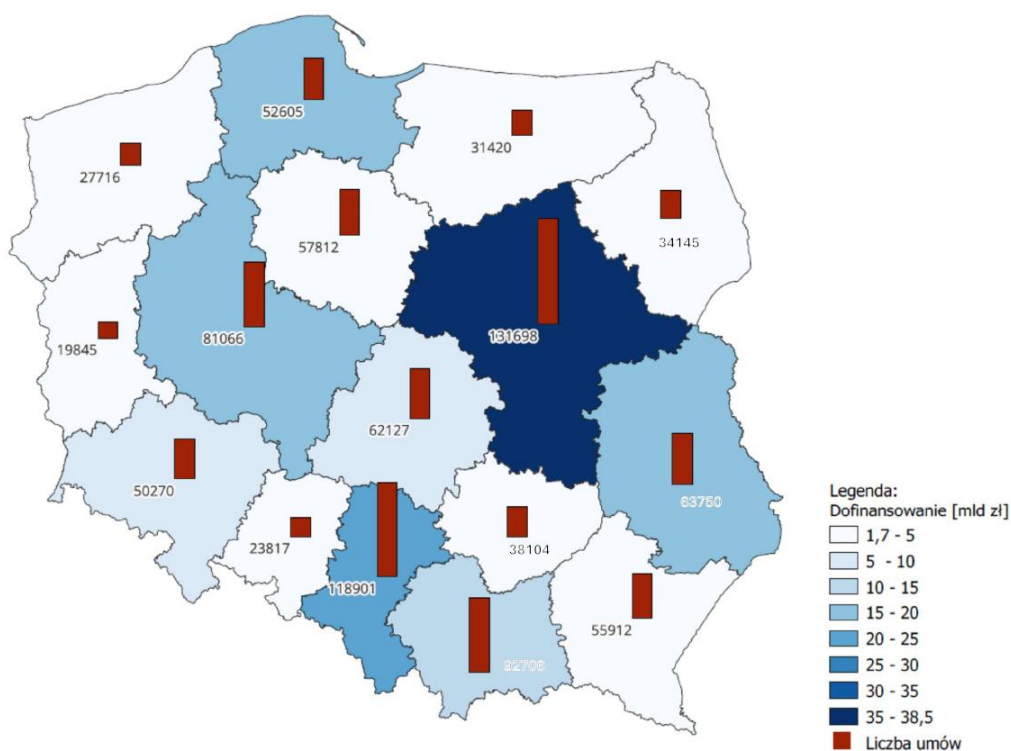 52605
31420
27716
34145
57812
131698
81066
19845
62127
50270
63750
23817
38104
118901
55912
92706
Legenda:
Dofinansowanie [mld zł]
1,7 - 5
5 - 10
10 - 15
15 - 20
20 - 25
25 - 30
30 - 35
35 - 38,5
Liczba umów